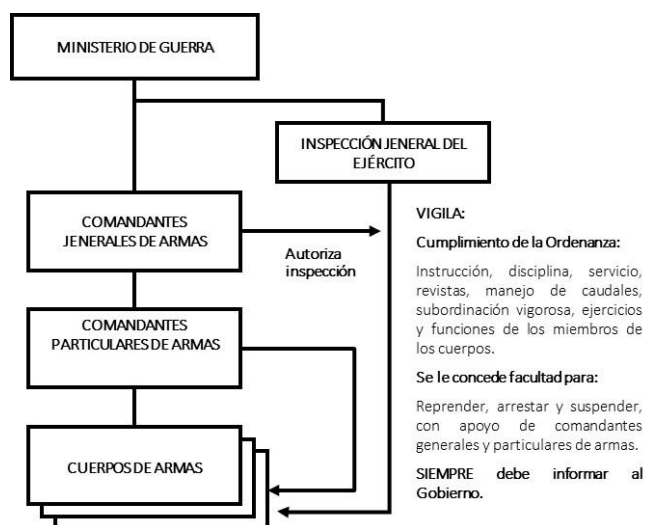 MINISTERIO DE GUERRA
INSPECCIÓN JENERAL DEL
EJÉRCITO
COMANDANTES
JENERALES DE ARMAS
Autoriza
inspección
COMANDANTES
PARTICULARES DE ARMAS
CUERPOS DE ARMAS
VIGILA:
Cumplimiento de la Ordenanza:
Instrucción, disciplina, servicio,
revistas, manejo de caudales,
subordinación vigorosa, ejercicios
y funciones de los miembros de
los cuerpos.
Se le concede facultad para:
Reprender, arrestar y suspender,
con apoyo de comandantes
generales y particulares de armas.
SIEMPRE debe informar al
Gobierno.